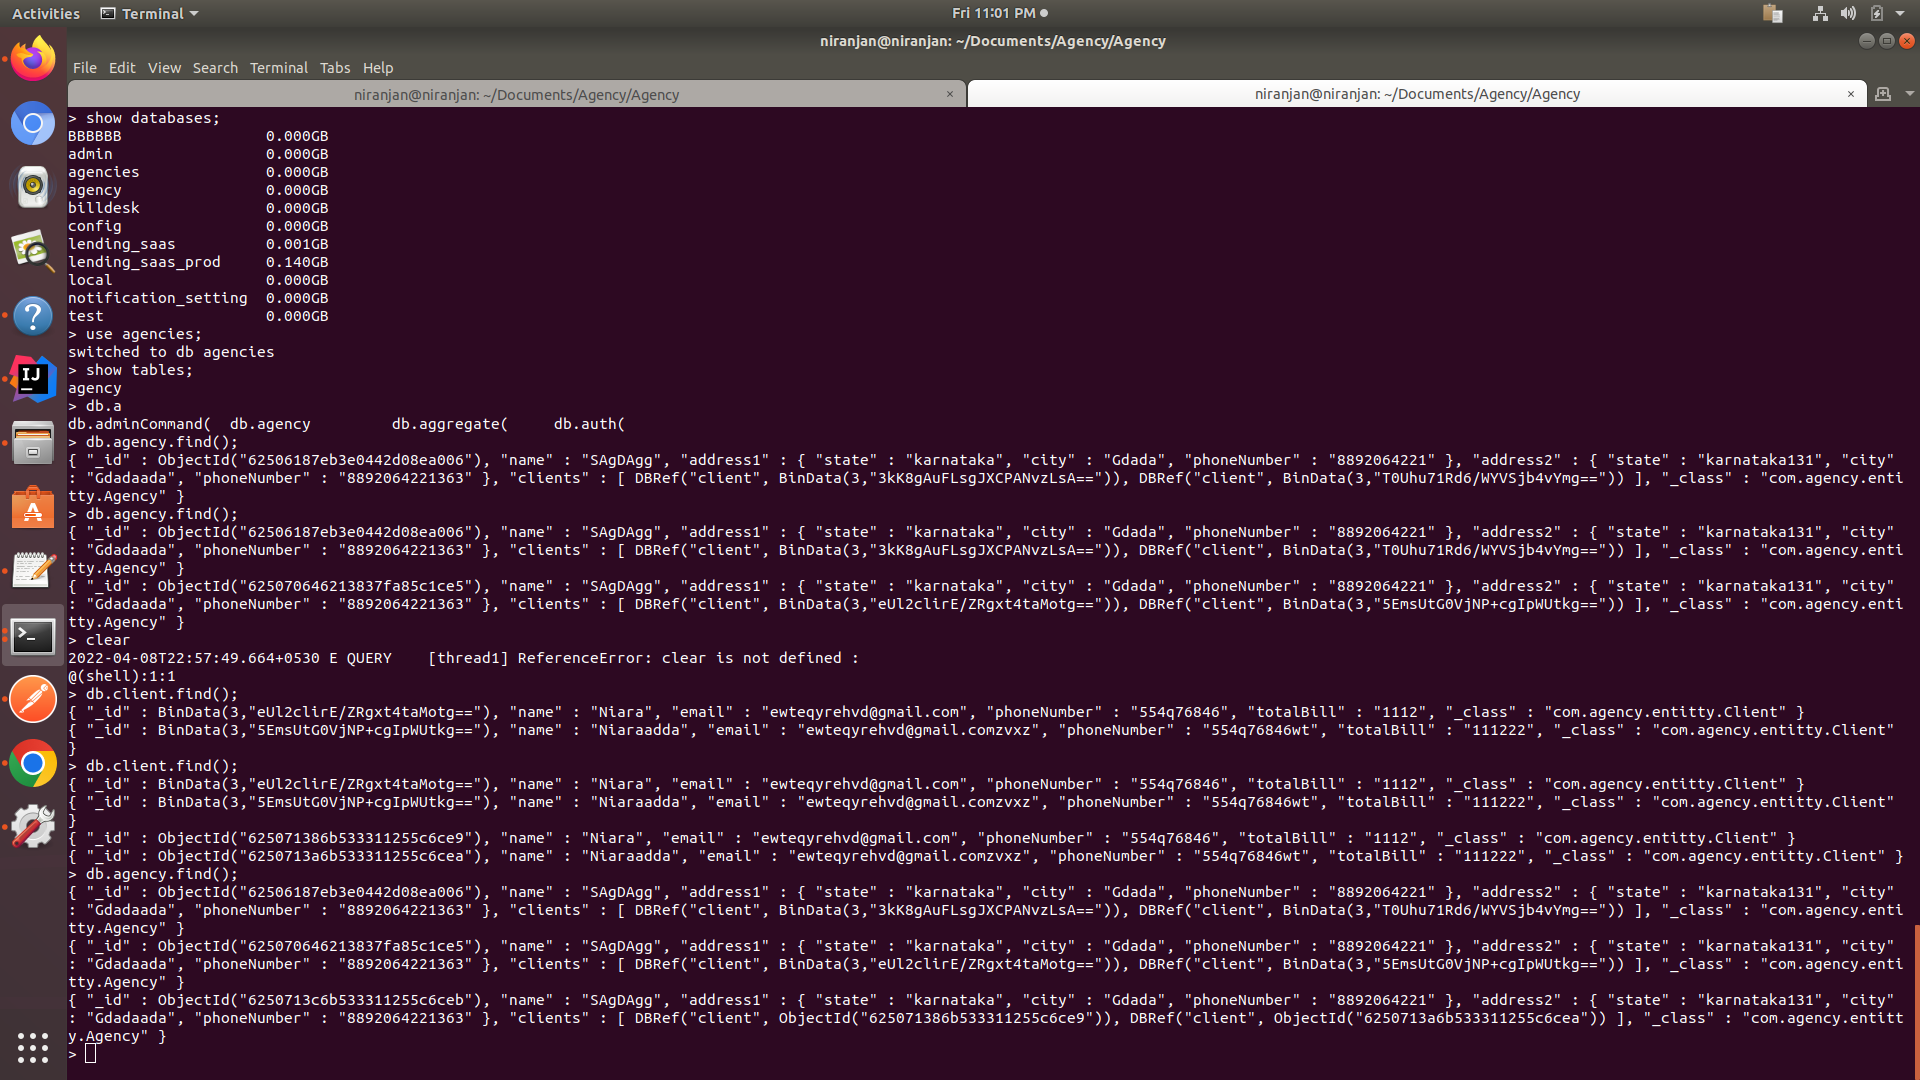 Activities
Terminal
Fri 11:01 PM
niranjan@niranjan: ~/Documents/Agency/Agency
File Edit View Search Terminal Tabs Help
niranjan@niranjan: ~/Documents/Agency/Agency × niranjan@niranjan: ~/Documents/Agency/Agency ×
> show databases;
BBBBBB 0.000GB
admin 0.000GB
agencies 0.000GB
agency 0.000GB
billdesk 0.000GB
config 0.000GB
lending_saas 0.001GB
lending_saas_prod 0.140GB
local 0.000GB
notification_setting 0.000GB
test 0.000GB
> use agencies;
switched to db agencies
> show tables;
agency
> db.a
db.adminCommand( db.agency db.aggregate( db.auth(
> db.agency.find();
{ "_id" : ObjectId("62506187eb3e0442d08ea006"), "name" : "SAgDAgg", "address1" : { "state" : "karnataka", "city" : "Gdada", "phoneNumber" : "8892064221" }, "address2" : { "state" : "karnataka131", "city"
: "Gdadaada", "phoneNumber" : "8892064221363" }, "clients" : [ DBRef("client", BinData(3,"3kK8gAuFLsgJXCPANvzLsA==")), DBRef("client", BinData(3,"T0Uhu71Rd6/WYVSjb4vYmg==")) ], "_class" : "com.agency.enti
tty.Agency" }
> db.agency.find();
{ "_id" : ObjectId("62506187eb3e0442d08ea006"), "name" : "SAgDAgg", "address1" : { "state" : "karnataka", "city" : "Gdada", "phoneNumber" : "8892064221" }, "address2" : { "state" : "karnataka131", "city"
: "Gdadaada", "phoneNumber" : "8892064221363" }, "clients" : [ DBRef("client", BinData(3,"3kK8gAuFLsgJXCPANvzLsA==")), DBRef("client", BinData(3,"T0Uhu71Rd6/WYVSjb4vYmg==")) ], "_class" : "com.agency.enti
tty.Agency" }
{ "_id" : ObjectId("625070646213837fa85c1ce5"), "name" : "SAgDAgg", "address1" : { "state" : "karnataka", "city" : "Gdada", "phoneNumber" : "8892064221" }, "address2" : { "state" : "karnataka131", "city"
: "Gdadaada", "phoneNumber" : "8892064221363" }, "clients" : [ DBRef("client", BinData(3,"eUl2clirE/ZRgxt4taMotg==")), DBRef("client", BinData(3,"5EmsUtG0VjNP+cgIpWUtkg==")) ], "_class" : "com.agency.enti
tty.Agency" }
> clear
2022-04-08T22:57:49.664+0530 E QUERY [thread1] ReferenceError: clear is not defined :
@(shell):1:1
> db.client.find();
{ "_id" : BinData(3,"eUl2clirE/ZRgxt4taMotg=="), "name" : "Niara", "email" : "ewteqyrehvd@gmail.com", "phoneNumber" : "554q76846", "totalBill" : "1112", "_class" : "com.agency.entitty.Client" }
{ "_id" : BinData(3,"5EmsUtG0VjNP+cgIpWUtkg=="), "name" : "Niaraadda", "email" : "ewteqyrehvd@gmail.comzvxz", "phoneNumber" : "554q76846wt", "totalBill" : "111222", "_class" : "com.agency.entitty.Client"
}
> db.client.find();
{ "_id" : BinData(3,"eUl2clirE/ZRgxt4taMotg=="), "name" : "Niara", "email" : "ewteqyrehvd@gmail.com", "phoneNumber" : "554q76846", "totalBill" : "1112", "_class" : "com.agency.entitty.Client" }
{ "_id" : BinData(3,"5EmsUtG0VjNP+cgIpWUtkg=="), "name" : "Niaraadda", "email" : "ewteqyrehvd@gmail.comzvxz", "phoneNumber" : "554q76846wt", "totalBill" : "111222", "_class" : "com.agency.entitty.Client"
}
{ "_id" : ObjectId("625071386b533311255c6ce9"), "name" : "Niara", "email" : "ewteqyrehvd@gmail.com", "phoneNumber" : "554q76846", "totalBill" : "1112", "_class" : "com.agency.entitty.Client" }
{ "_id" : ObjectId("6250713a6b533311255c6cea"), "name" : "Niaraadda", "email" : "ewteqyrehvd@gmail.comzvxz", "phoneNumber" : "554q76846wt", "totalBill" : "111222", "_class" : "com.agency.entitty.Client" }
> db.agency.find();
{ "_id" : ObjectId("62506187eb3e0442d08ea006"), "name" : "SAgDAgg", "address1" : { "state" : "karnataka", "city" : "Gdada", "phoneNumber" : "8892064221" }, "address2" : { "state" : "karnataka131", "city"
: "Gdadaada", "phoneNumber" : "8892064221363" }, "clients" : [ DBRef("client", BinData(3,"3kK8gAuFLsgJXCPANvzLsA==")), DBRef("client", BinData(3,"T0Uhu71Rd6/WYVSjb4vYmg==")) ], "_class" : "com.agency.enti
tty.Agency" }
{ "_id" : ObjectId("625070646213837fa85c1ce5"), "name" : "SAgDAgg", "address1" : { "state" : "karnataka", "city" : "Gdada", "phoneNumber" : "8892064221" }, "address2" : { "state" : "karnataka131", "city"
: "Gdadaada", "phoneNumber" : "8892064221363" }, "clients" : [ DBRef("client", BinData(3,"eUl2clirE/ZRgxt4taMotg==")), DBRef("client", BinData(3,"5EmsUtG0VjNP+cgIpWUtkg==")) ], "_class" : "com.agency.enti
tty.Agency" }
{ "_id" : ObjectId("6250713c6b533311255c6ceb"), "name" : "SAgDAgg", "address1" : { "state" : "karnataka", "city" : "Gdada", "phoneNumber" : "8892064221" }, "address2" : { "state" : "karnataka131", "city"
: "Gdadaada", "phoneNumber" : "8892064221363" }, "clients" : [ DBRef("client", ObjectId("625071386b533311255c6ce9")), DBRef("client", ObjectId("6250713a6b533311255c6cea")) ], "_class" : "com.agency.entitt
y.Agency" }
>
IJ